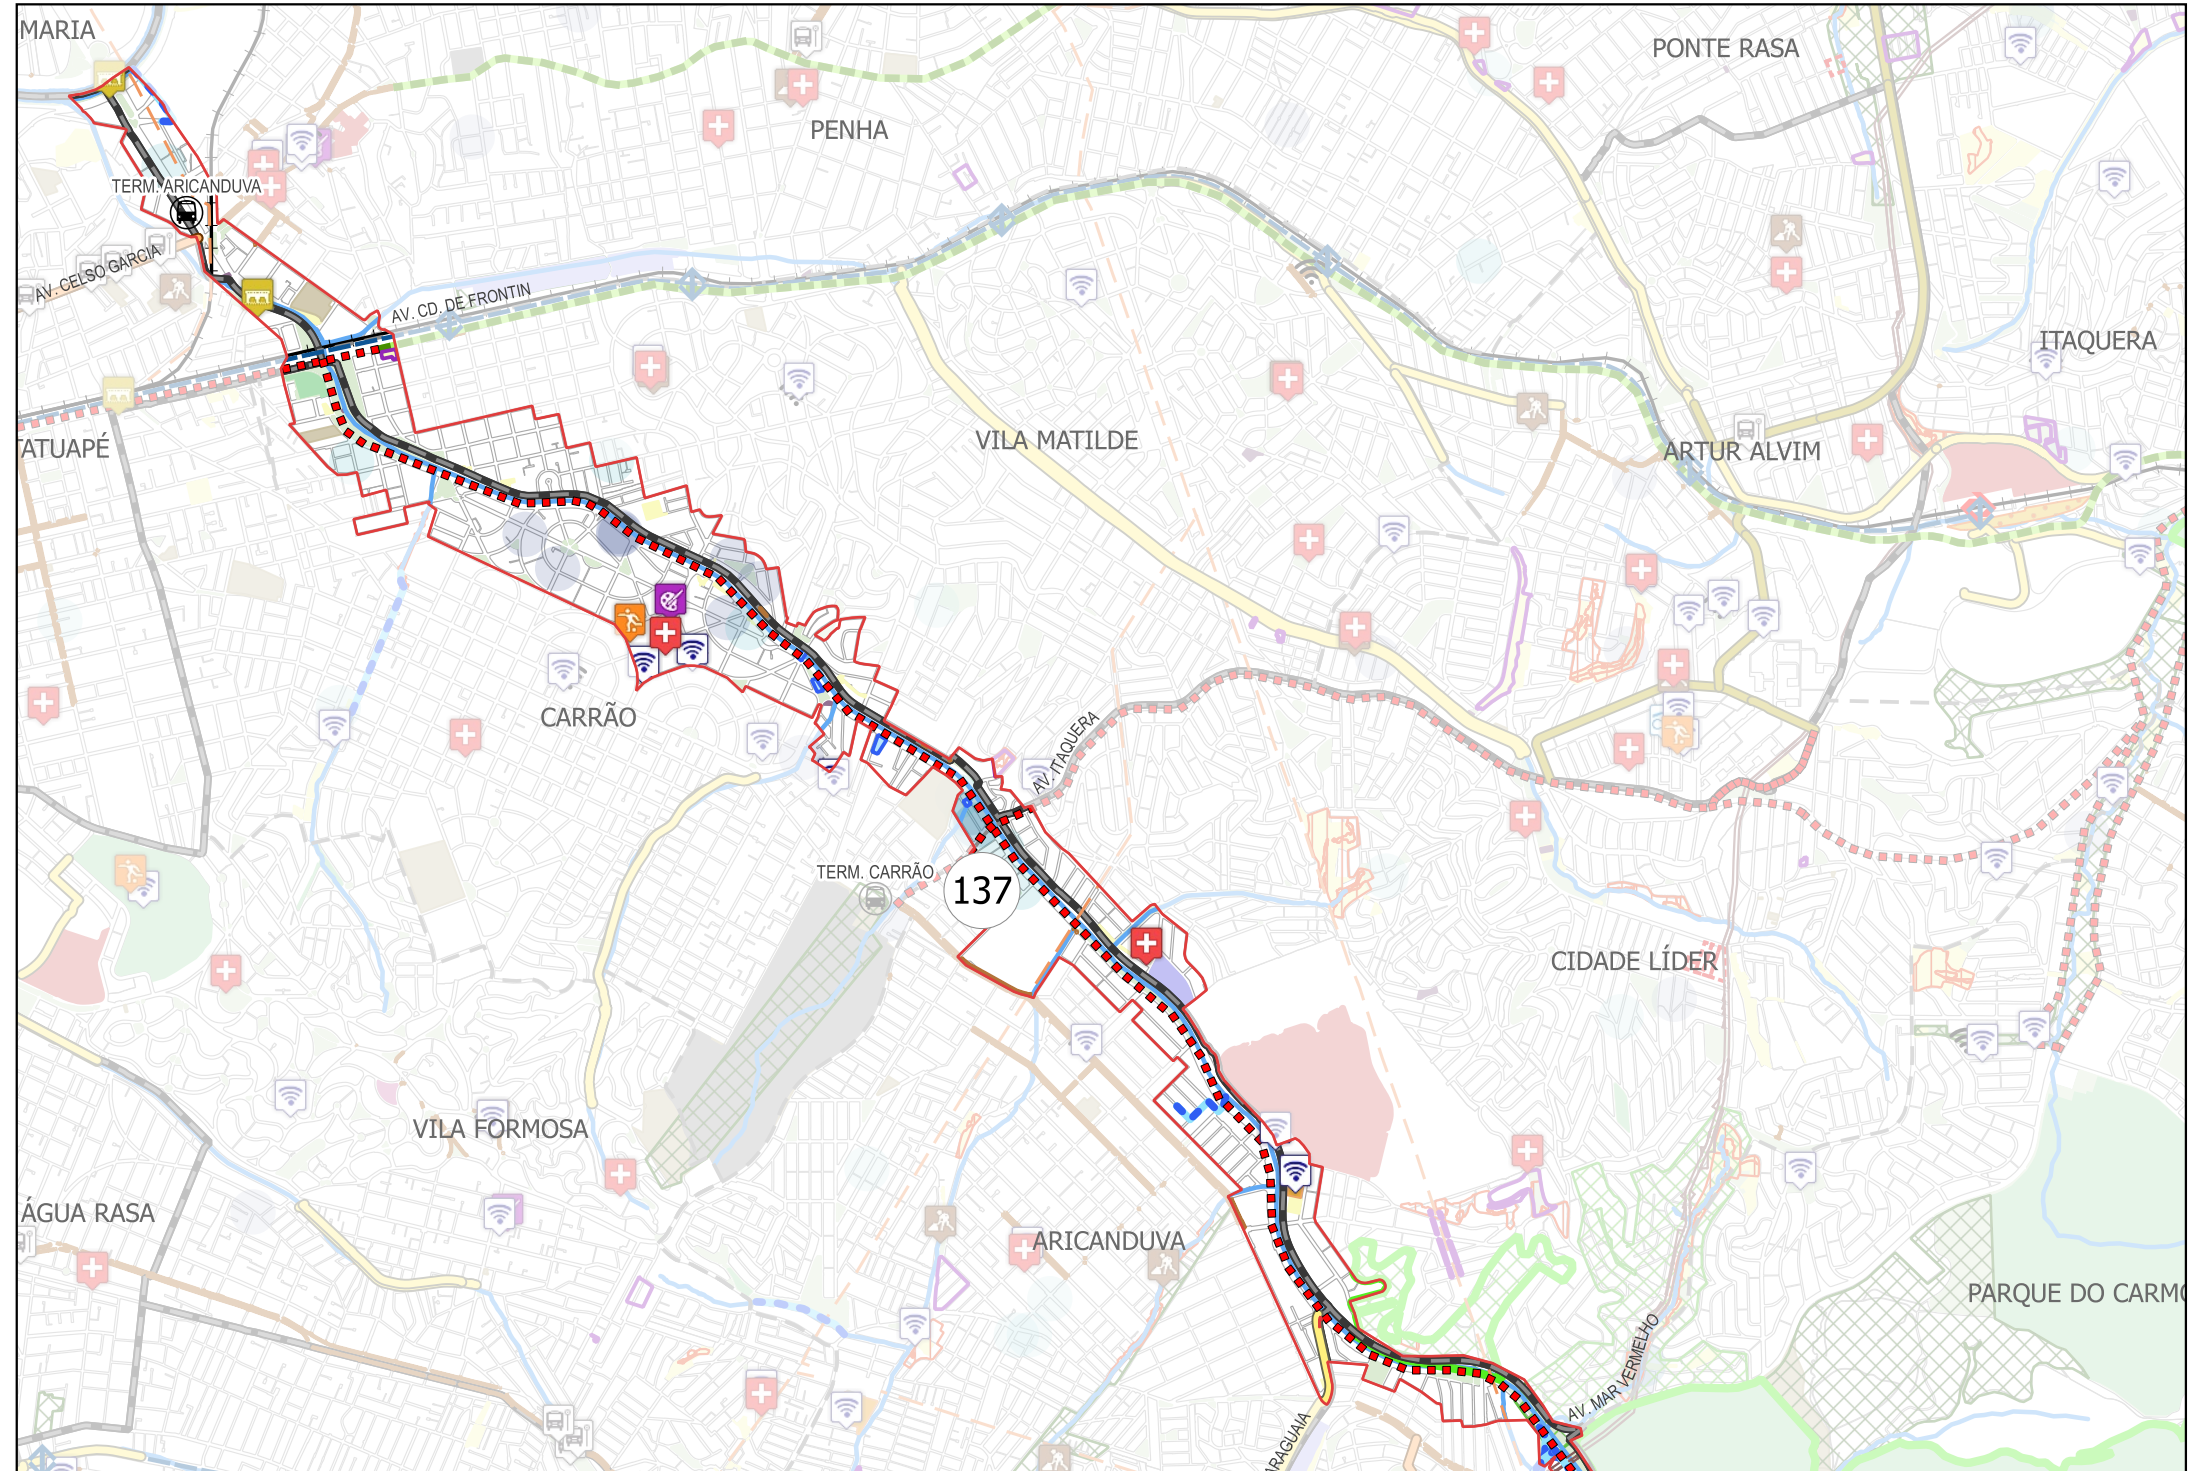 MARIA
PONTE RASA
PENHA
TERM. ARICANDUVA
AV. CELSO GARCIA
AV. CD. DE FRONTIN
ITAQUERA
TATUAPÉ
VILA MATILDE
ARTUR ALVIM
CARRÃO
AV. ITAQUERA
TERM. CARRÃO
137
CIDADE LÍDER
VILA FORMOSA
ÁGUA RASA
ARICANDUVA
PARQUE DO CARMO
AV. MAR VERMELHO
ARAGUAIA